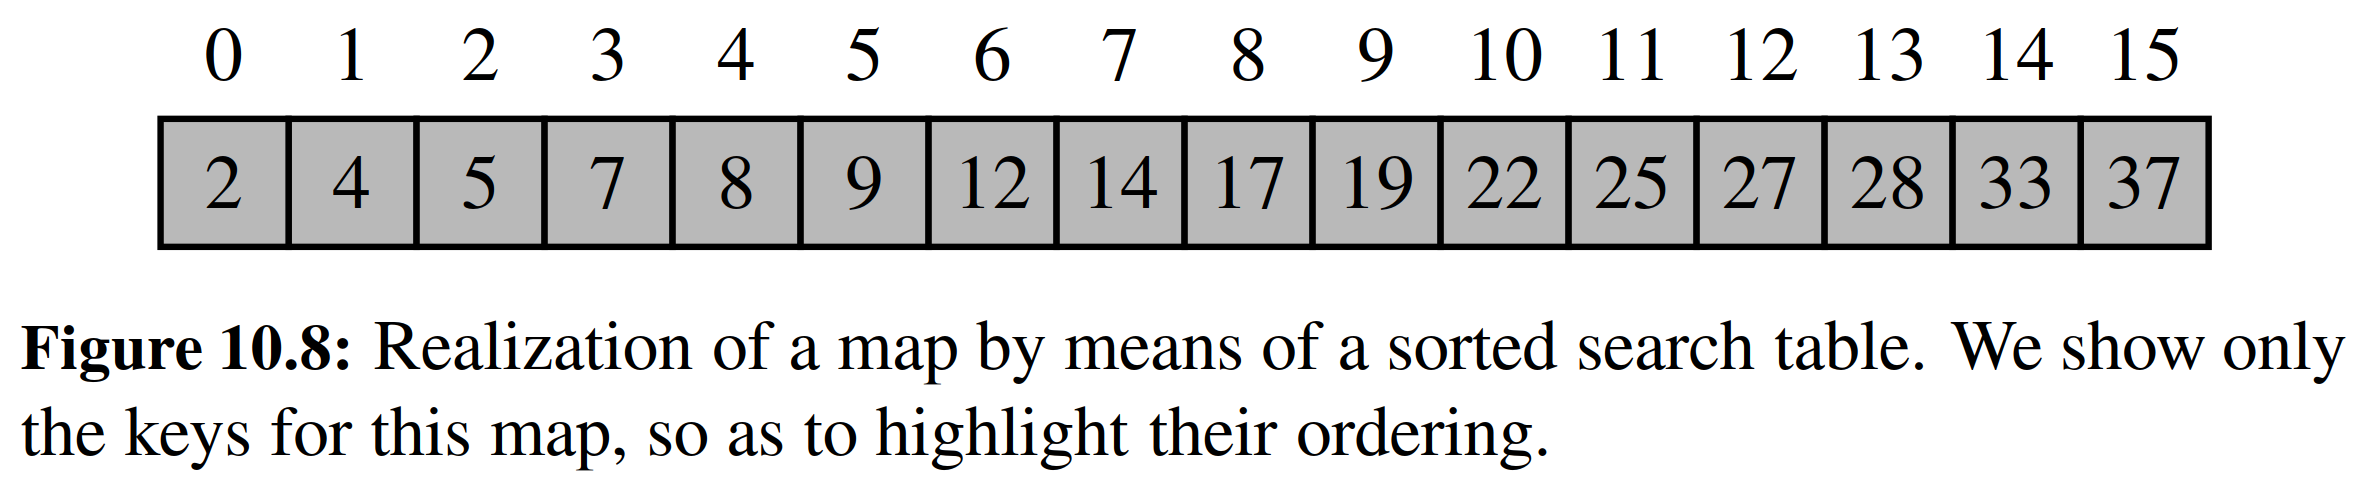 0 1 2 3 4 5 6 7 8 9 10 11 12 13 14 15
2 4 5 7 8 9 12 14 17 19 22 25 27 28 33 37
Figure 10.8: Realization of a map by means of a sorted search table. We show only
the keys for this map, so as to highlight their ordering.